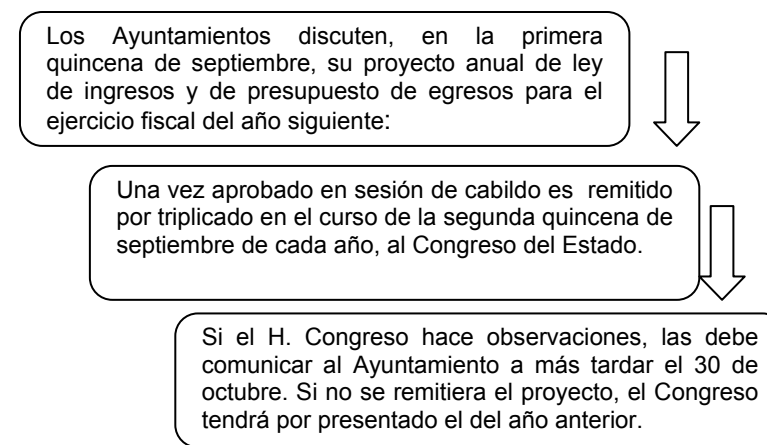 Los Ayuntamientos discuten, en la primera
quincena de septiembre, su proyecto anual de ley
de ingresos y de presupuesto de egresos para el
ejercicio fiscal del año siguiente:
Una vez aprobado en sesión de cabildo es remitido
por triplicado en el curso de la segunda quincena de
septiembre de cada año, al Congreso del Estado.
Si el H. Congreso hace observaciones, las debe
comunicar al Ayuntamiento a más tardar el 30 de
octubre. Si no se remitiera el proyecto, el Congreso
tendrá por presentado el del año anterior.